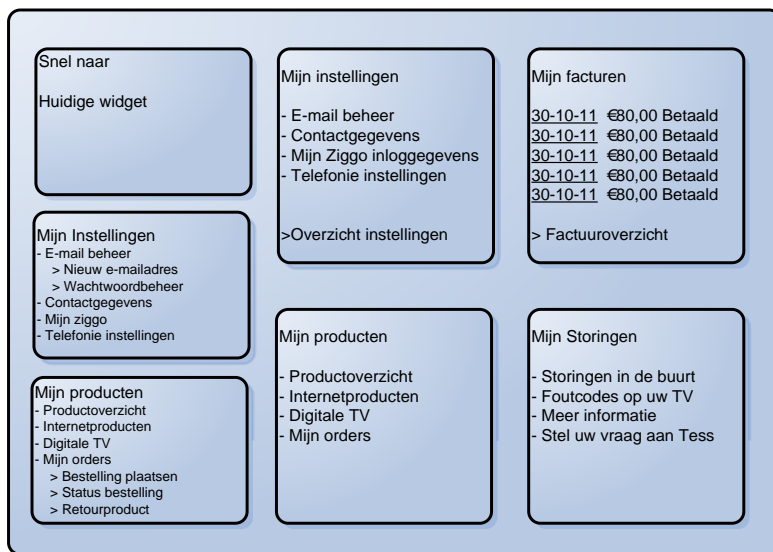 Snel naar
Huidige widget
Mijn Instellingen
- E-mail beheer
> Nieuw e-mailadres
> Wachtwoordbeheer
- Contactgegevens
- Mijn ziggo
- Telefonie instellingen
Mijn producten
- Productoverzicht
- Internetproducten
- Digitale TV
- Mijn orders
> Bestelling plaatsen
> Status bestelling
> Retourproduct
Mijn instellingen
- E-mail beheer
- Contactgegevens
- Mijn Ziggo inloggegevens
- Telefonie instellingen
>Overzicht instellingen
Mijn facturen
30-10-11 €80,00 Betaald
30-10-11 €80,00 Betaald
30-10-11 €80,00 Betaald
30-10-11 €80,00 Betaald
30-10-11 €80,00 Betaald
> Factuuroverzicht
Mijn producten
- Productoverzicht
- Internetproducten
- Digitale TV
- Mijn orders
Mijn Storingen
- Storingen in de buurt
- Foutcodes op uw TV
- Meer informatie
- Stel uw vraag aan Tess